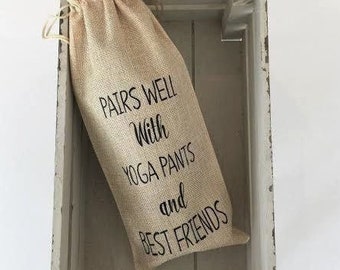 PAIRS WELL
With
YOGA PANTS
and
BEST FRIENDS